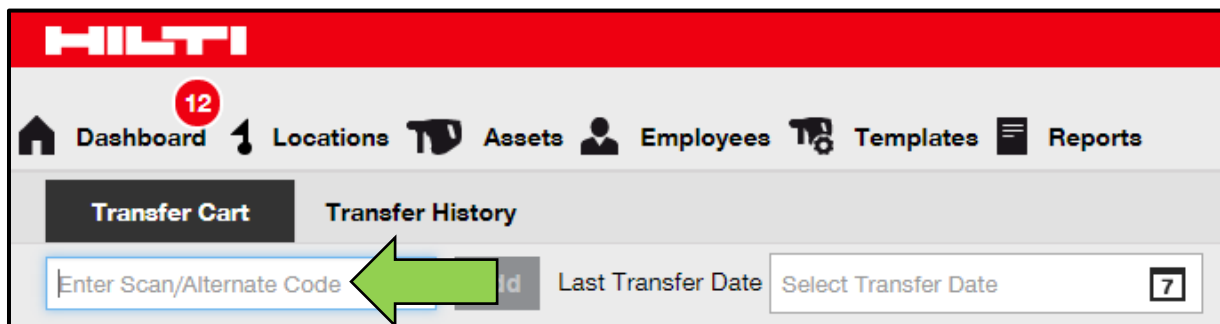 HILTI
12
Dashboard Locations Assets Employees Templates Reports
Transfer Cart Transfer History
Enter Scan/Alternate Code Last Transfer Date Select Transfer Date 7